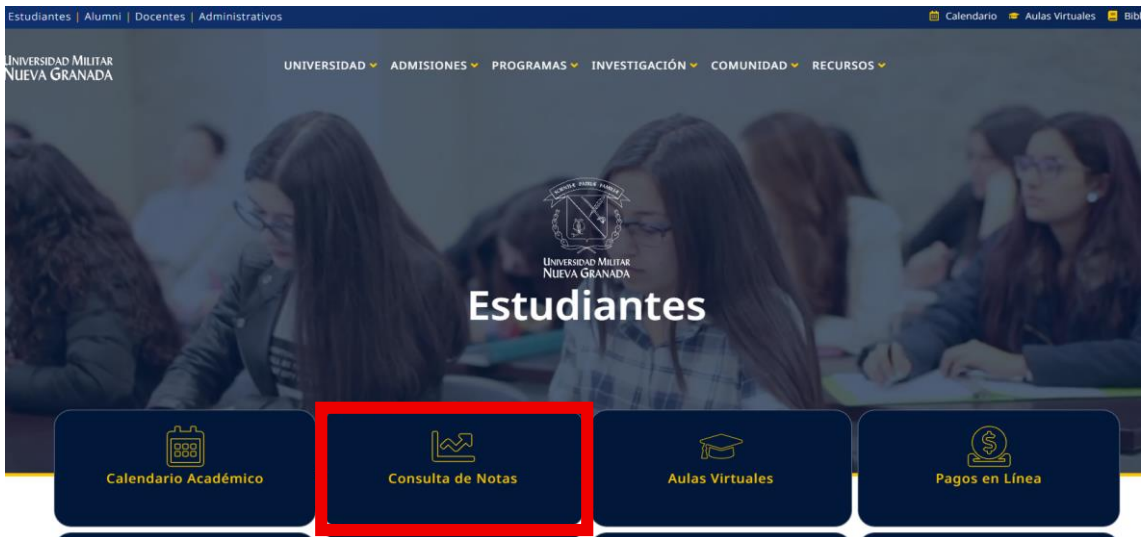 Estudiantes | Alumni | Docentes | Administrativos
Calendario Aulas Virtuales Bibl
UNIVERSIDAD MILITAR
NUEVA GRANADA
UNIVERSIDAD ADMISIONES PROGRAMAS INVESTIGACIÓN COMUNIDAD RECURSOS
UNIVERSIDAD MILITAR
NUEVA GRANADA
Estudiantes
Calendario Académico
Consulta de Notas
Aulas Virtuales
Pagos en Línea